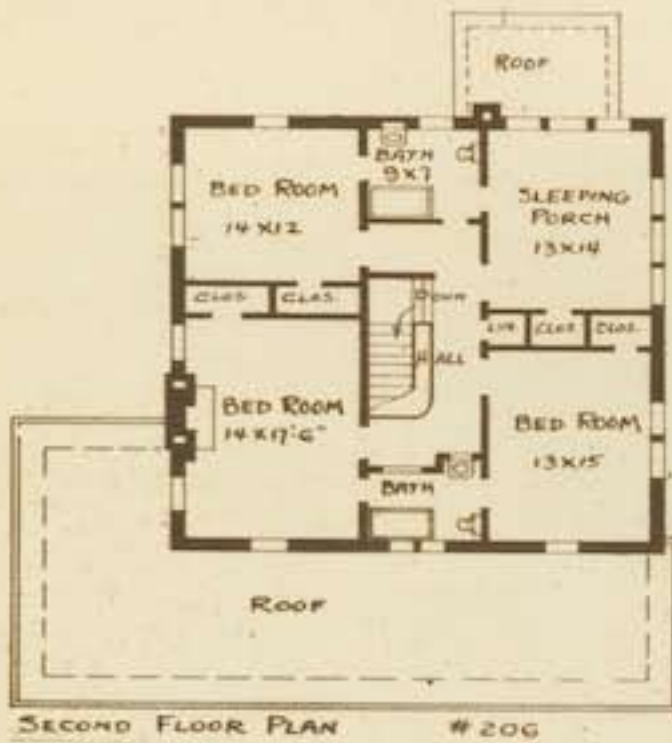 ROOF
BATH
9X7
BED ROOM
14X12
SLEEPING
PORCH
13X14
CLOS.
CLOS.
DOWN
LIN.
CLOS.
CLOS.
HALL
BED ROOM
14X17'-6"
BED ROOM
13X15
BATH
ROOF
SECOND FLOOR PLAN
#206